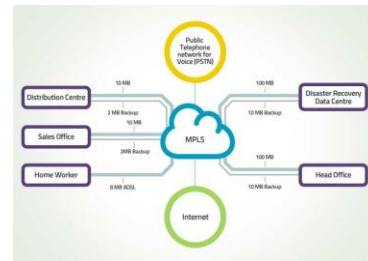 Public
Telephone
network for
Voice (PSTN)
10 MB
100 MB
Distribution Centre
Disaster Recovery
Data Centre
2 MB Backup
10 MB Backup
10 MB
Sales Office
MPLS
2MB Backup
100 MB
Home Worker
Head Office
8 MB ADSL
10 MB Backup
Internet